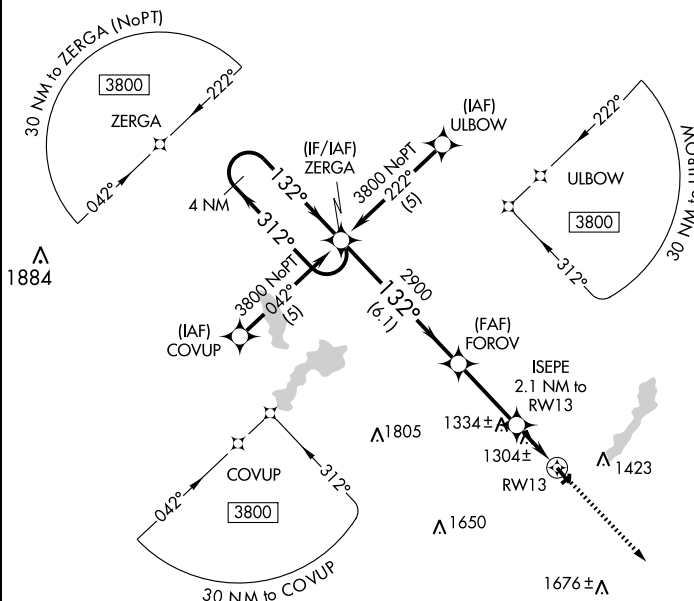 30 NM to ZERGA (NoPT)
3800
ZERGA
222°
042°
(IAF)
ULBOW
(IF/IAF)
ZERGA
3800 NoPT
222°
(5)
132°
4 NM
312°
222°
ULBOW
3800
312°
30 NM to ULBOW
1884
3800 NoPT
042°
(5)
(IAF)
COVUP
2900
132°
(6.1)
(FAF)
FOROV
ISEPE
2.1 NM to
RW13
1334 ±
1805
1304 ±
1423
RW13
COVUP
042°
312°
3800
30 NM to COVUP
1650
1676 ±